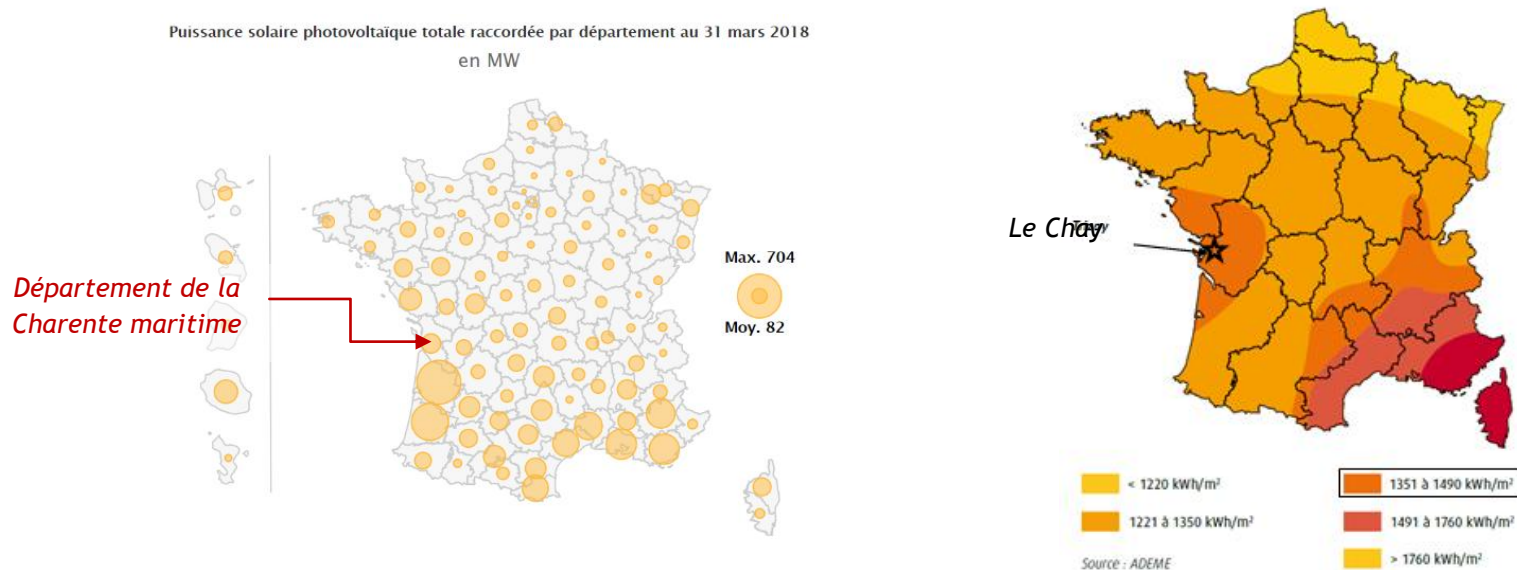 Puissance solaire photovoltaïque totale raccordée par département au 31 mars 2018
en MW
Max. 704
Moy. 82
Département de la
Charente maritime
Le Chay
< 1220 kWh/m²
1221 à 1350 kWh/m²
1351 à 1490 kWh/m²
1491 à 1760 kWh/m²
> 1760 kWh/m²
Source : ADEME